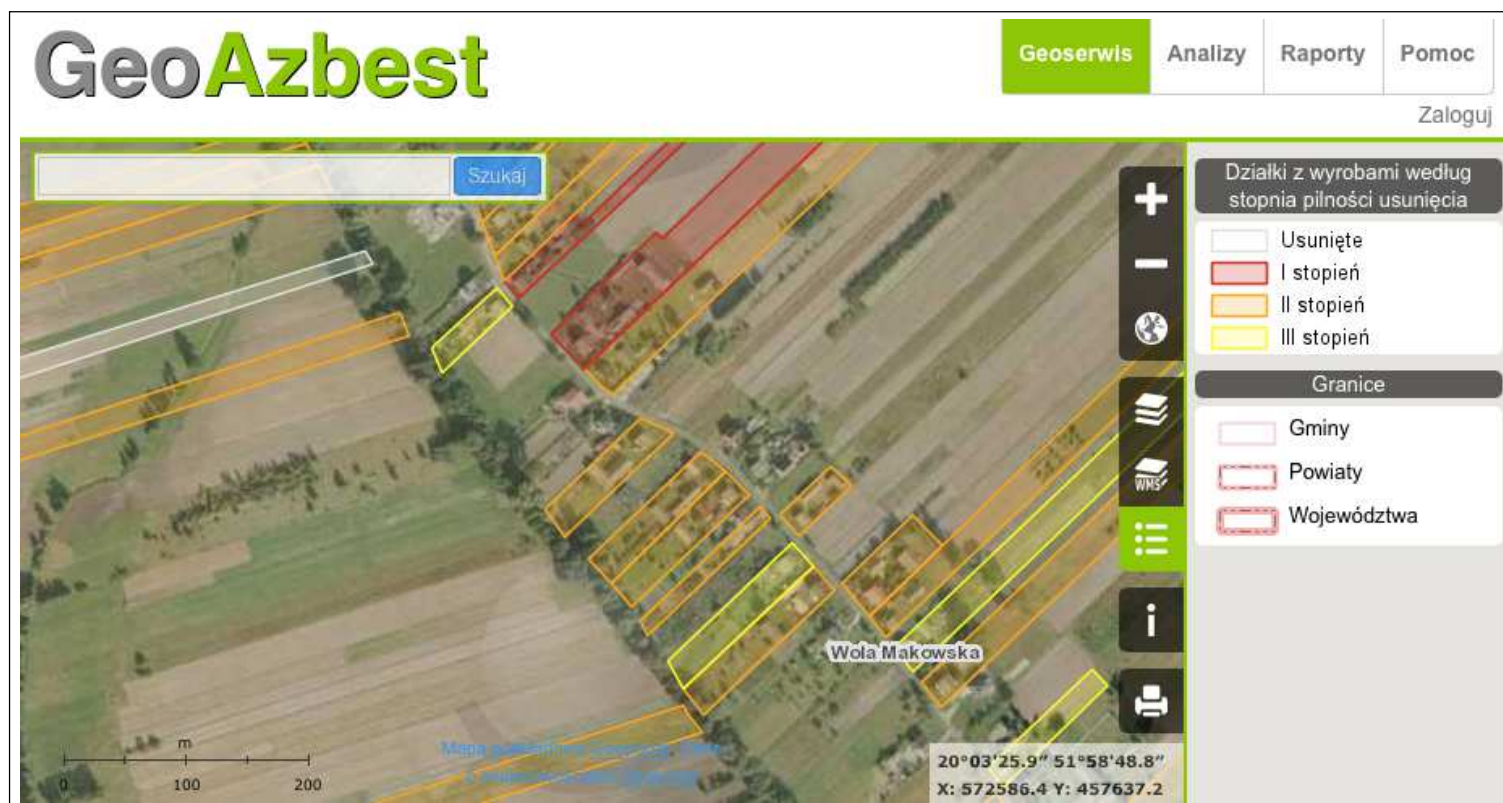 GeoAzbest
Geoserwis
Analizy
Raporty
Pomoc
Zaloguj
Szukaj
Działki z wyrobami według
stopnia pilności usunięcia
Usunięte
I stopień
II stopień
III stopień
Granice
Gminy
Powiaty
Województwa
WMS
i
Wola Makowska
m
0 100 200
20°03'25.9" 51°58'48.8"
X: 572586.4 Y: 457637.2